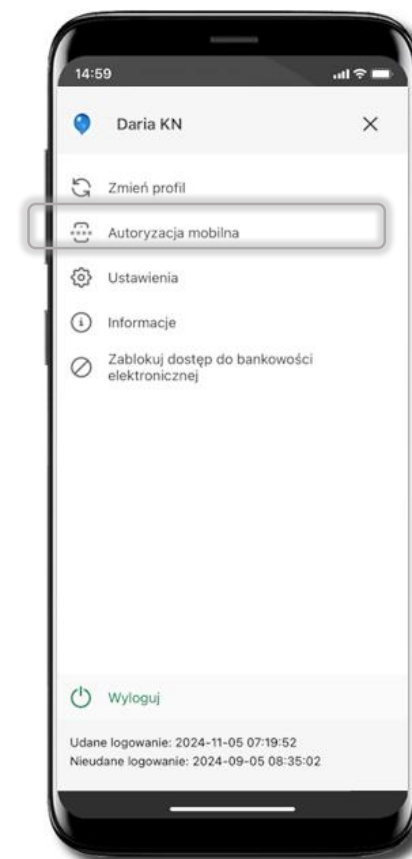 14:59
Daria KN
Zmień profil
Autoryzacja mobilna
Ustawienia
Informacje
Zablokuj dostęp do bankowości
elektronicznej
Wyloguj
Udane logowanie: 2024-11-05 07:19:52
Nieudane logowanie: 2024-09-05 08:35:02